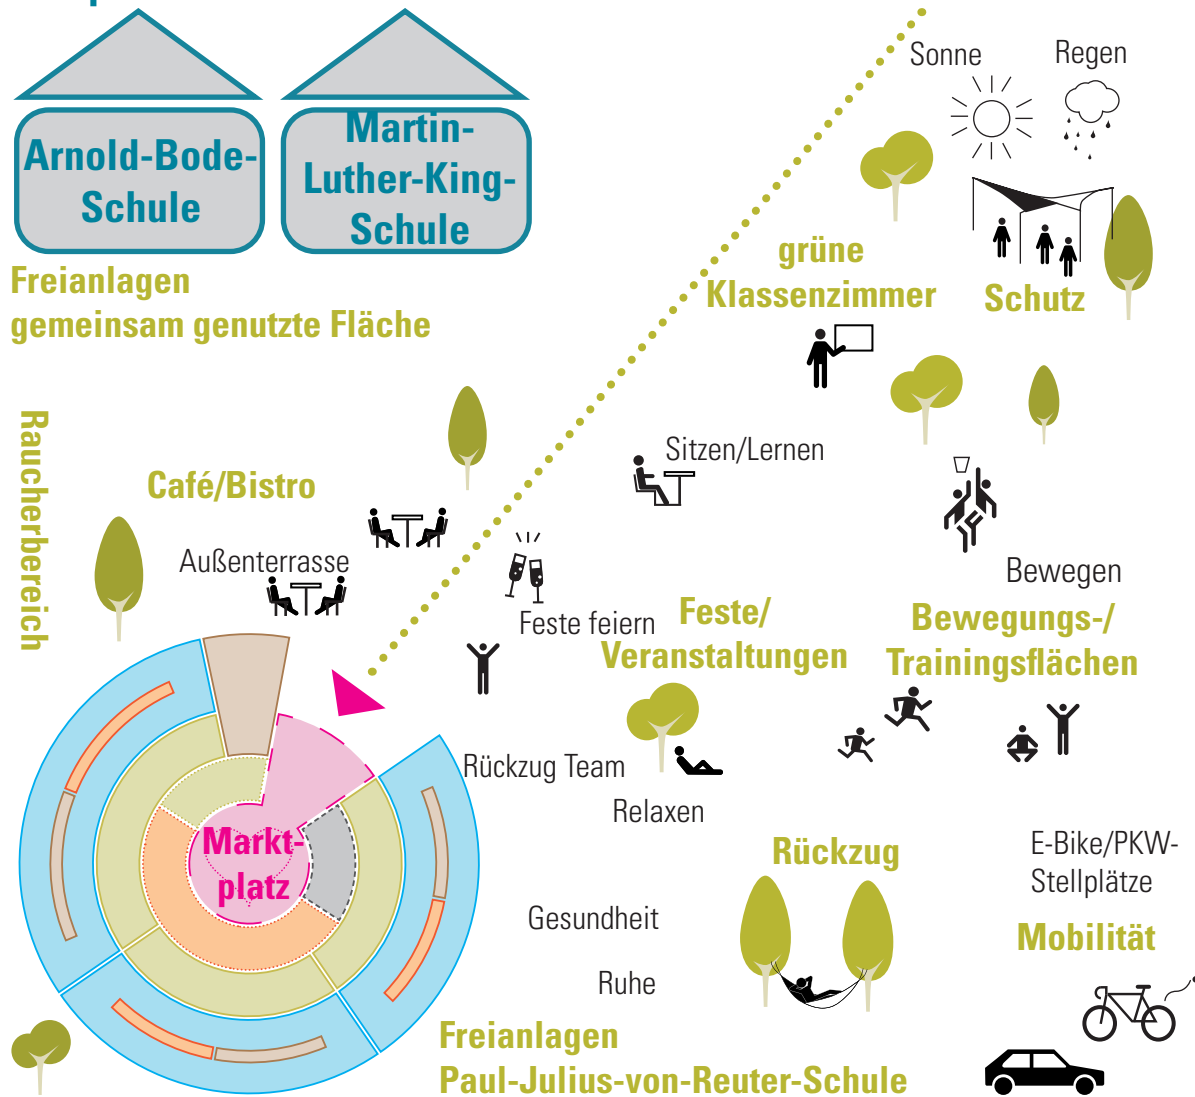 Arnold-Bode-
Schule
Martin-
Luther-King-
Schule
Freianlagen
gemeinsam genutzte Fläche
Sonne
Regen
grüne
Klassenzimmer
Schutz
Raucherbereich
Café/Bistro
Außenterrasse
Sitzen/Lernen
Bewegen
Feste feiern
Feste/
Veranstaltungen
Bewegungs-/
Trainingsflächen
Rückzug Team
Relaxen
Markt-
platz
Rückzug
E-Bike/PKW-
Stellplätze
Gesundheit
Mobilität
Ruhe
Freianlagen
Paul-Julius-von-Reuter-Schule